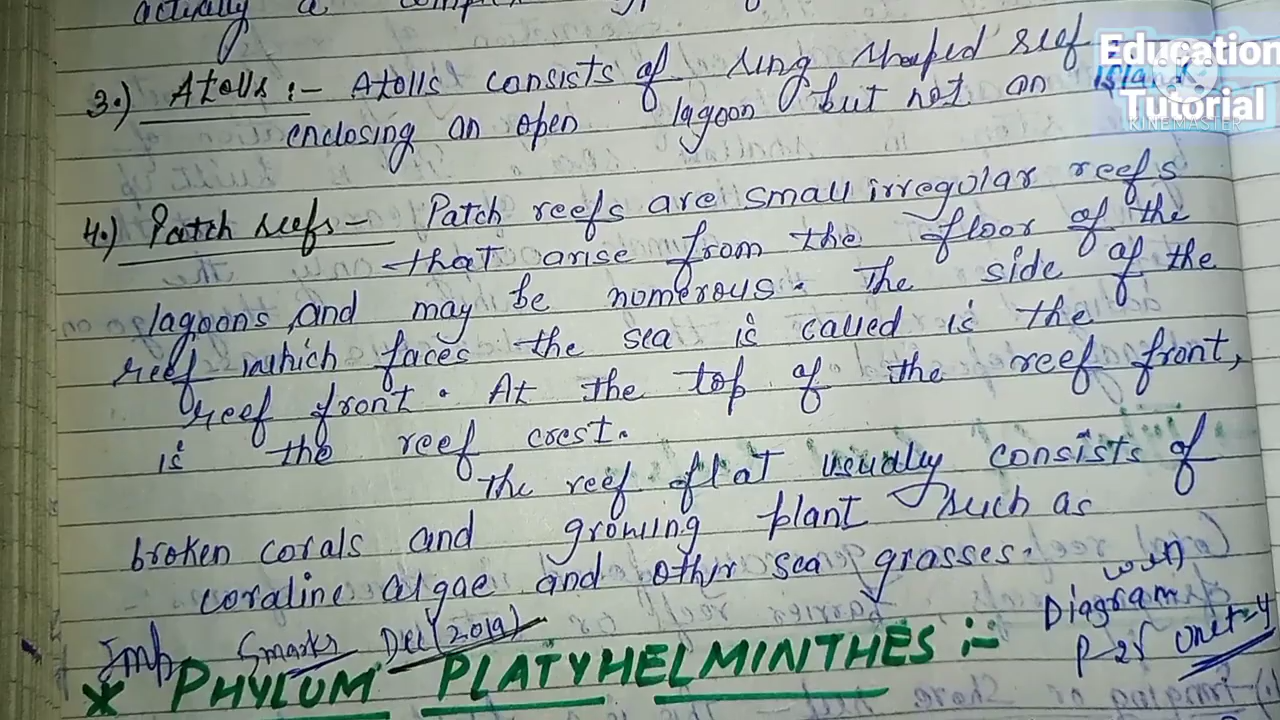 actually a
3.) Atolls :- Atolls consists of ring shaped reef
enclosing an open lagoon but not an island.
4.) Patch reefs - Patch reefs are small irregular reefs
that arise from the floor of the
lagoons and may be nomerous. The side of the
reef which faces the sea is called is the
reef front. At the top of the reef front,
is the reef crest.
the reef flat usually consists of
broken corals and growing plant such as
coraline algae and other sea grasses.
Imp 5marks Dec (2019)
with
Diagram
P-25 Unit-4
* PHYLUM PLATYHELMINTHES :-
Education
Tutorial
KINEMASTER